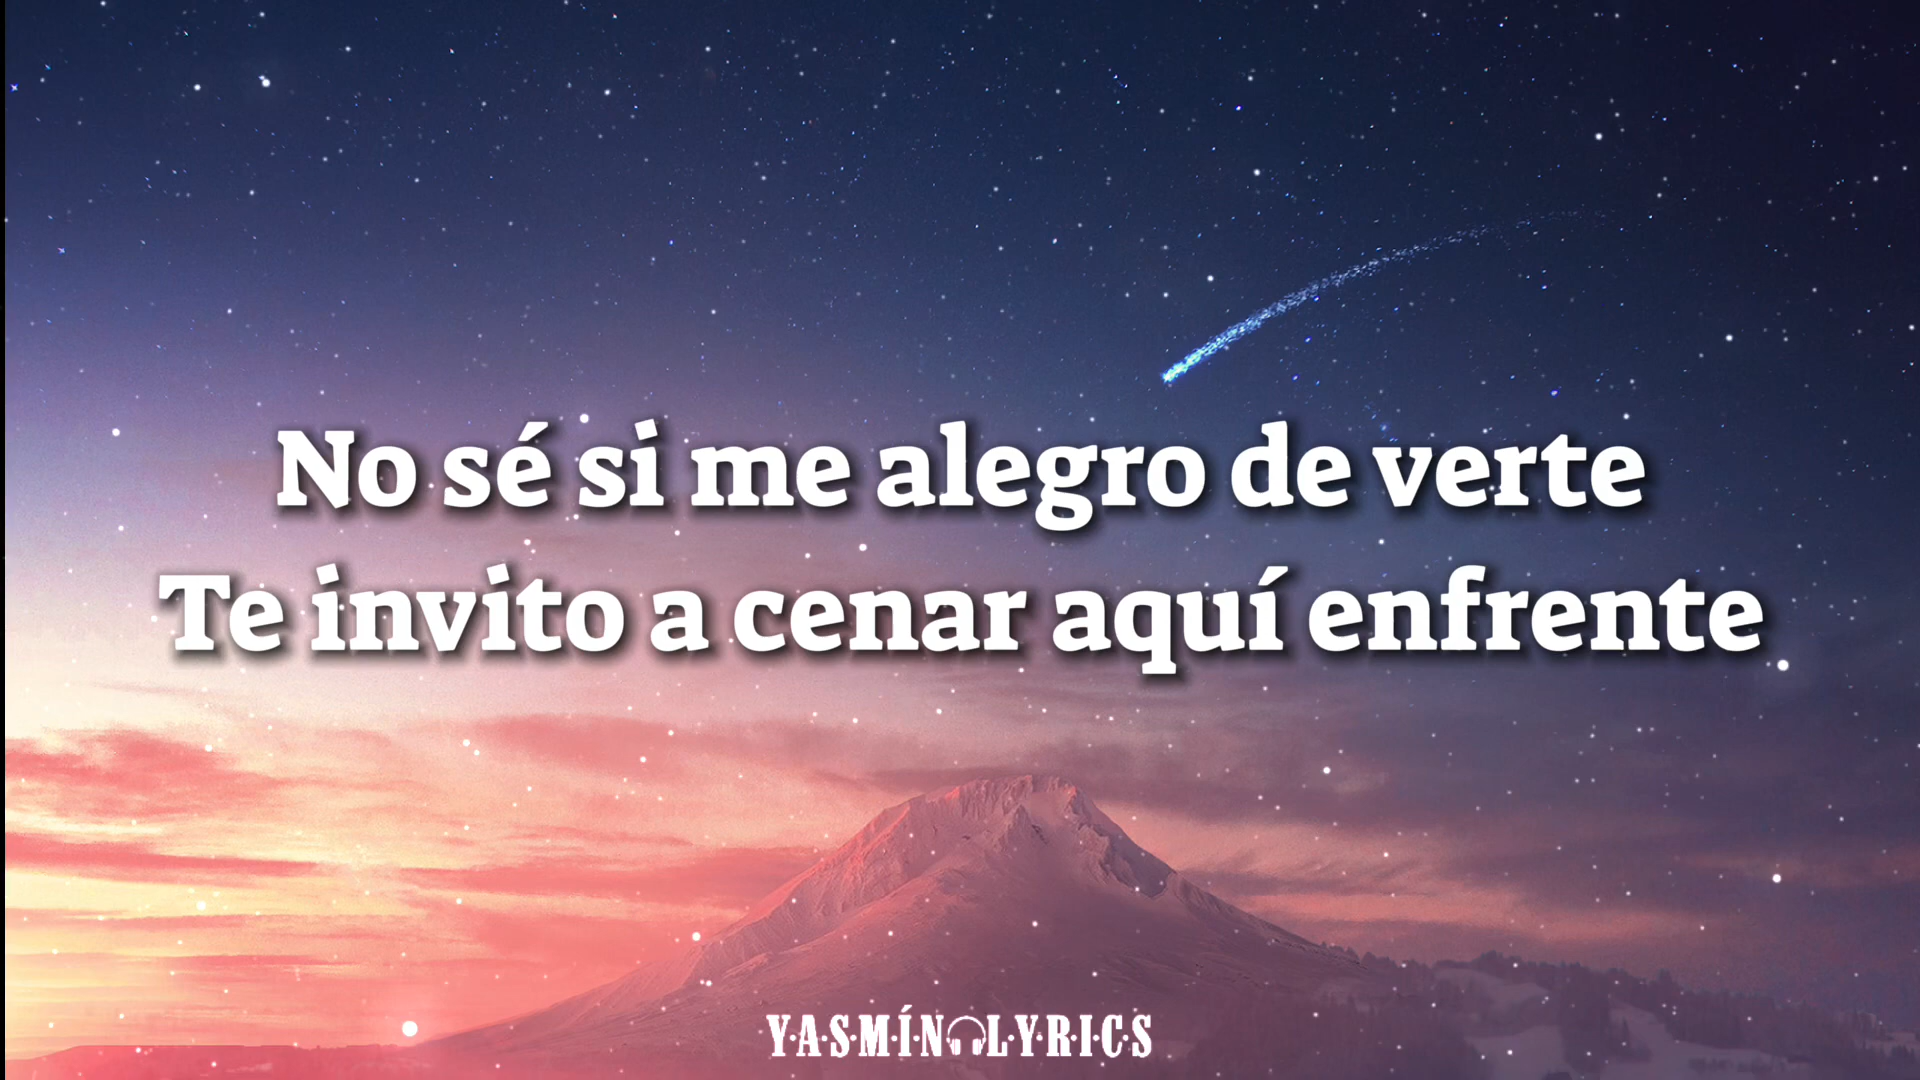 No sé si me alegro de verte
Te invito a cenar aquí enfrente
YASMÍN LYRICS